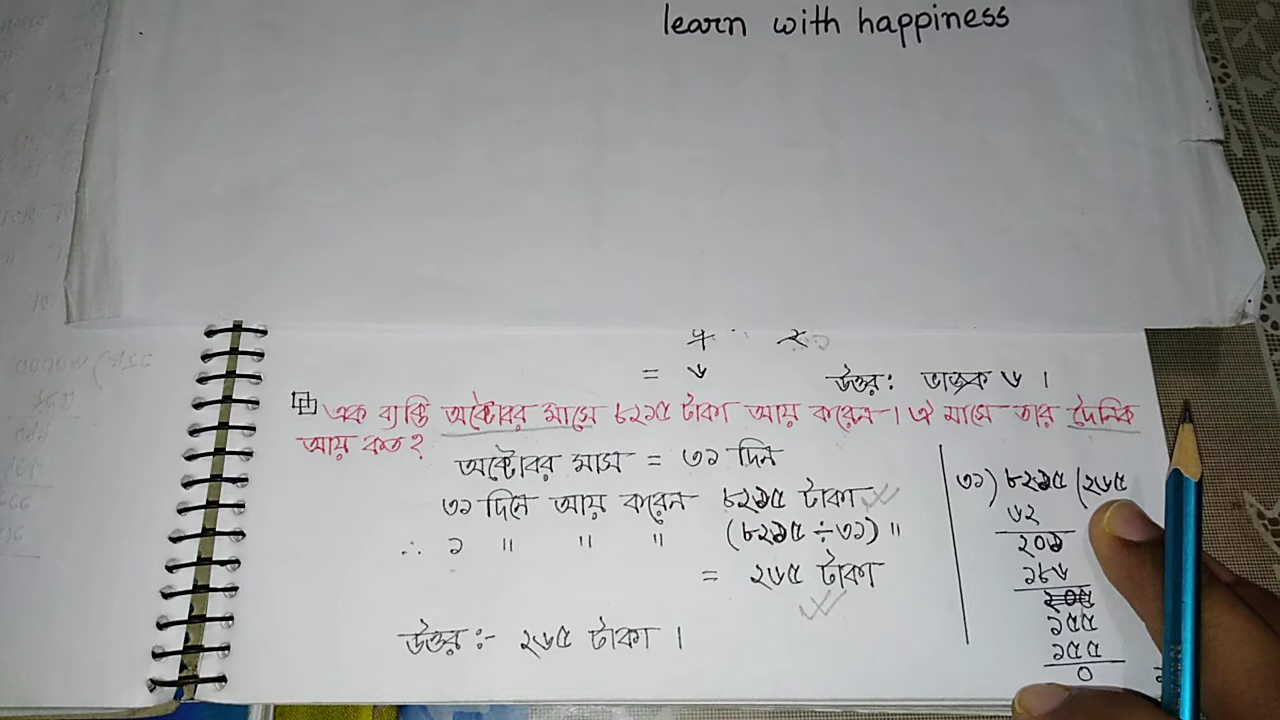 learn with happiness
= ৬
উত্তর: ভাজক ৬ ।
এক ব্যক্তি অক্টোবর মাসে ৮২১৫ টাকা আয় করেন । ঐ মাসে তার দৈনিক
আয় কত?
অক্টোবর মাস = ৩১ দিন
৩১ দিনে আয় করেন ৮২১৫ টাকা
∴ ১ " " " (৮২১৫ ÷ ৩১) "
= ২৬৫ টাকা
উত্তর :- ২৬৫ টাকা ।
৩১) ৮২১৫ (২৬৫
৬২
২০১
১৮৬
১৫৫
১৫৫
0